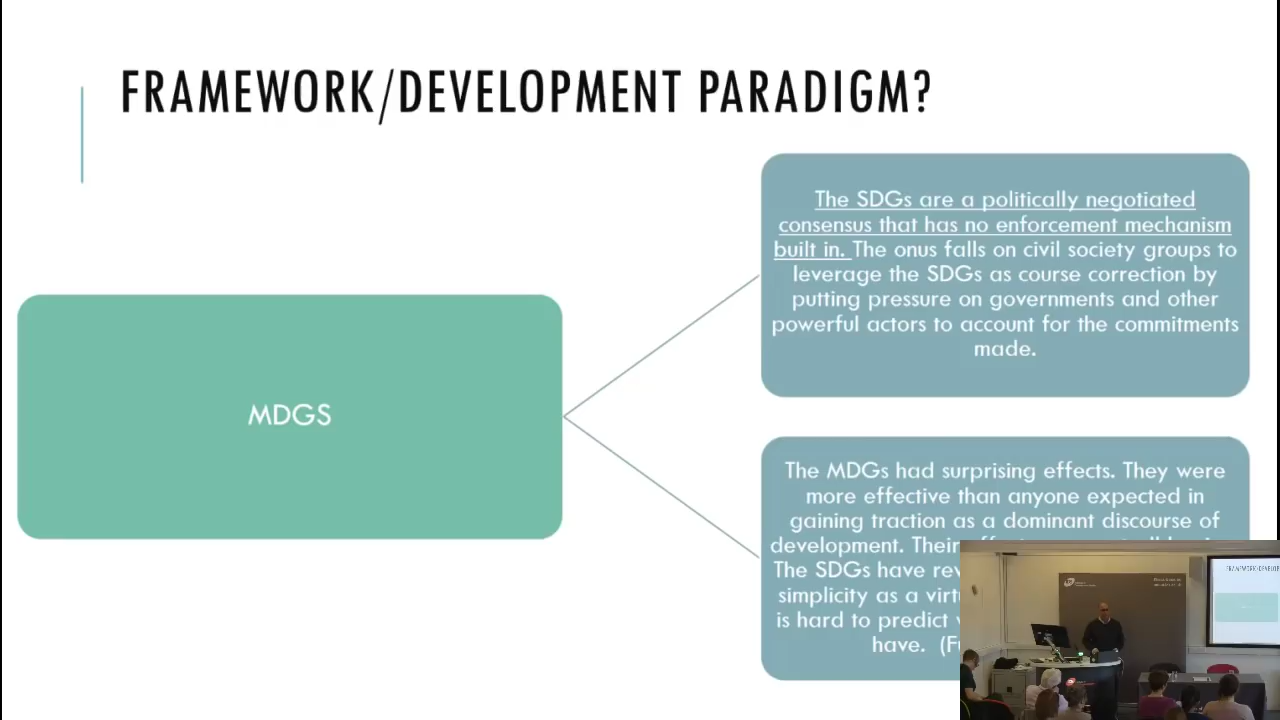 FRAMEWORK/DEVELOPMENT PARADIGM?
MDGS
The SDGs are a politically negotiated
consensus that has no enforcement mechanism
built in. The onus falls on civil society groups to
leverage the SDGs as course correction by
putting pressure on governments and other
powerful actors to account for the commitments
made.
The MDGs had surprising effects. They were
more effective than anyone expected in
gaining traction as a dominant discourse of
development. Their
The SDGs have
simplicity as a
is hard to predict
have.
FRAMEWORK/DEVELOP